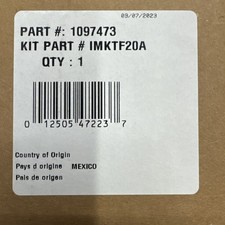 09/07/2023
PART #: 1097473
KIT PART # IMKTF20A
QTY : 1
0 12505 47223 7
Country of Origin
Pays d origine MEXICO
Pais de origen